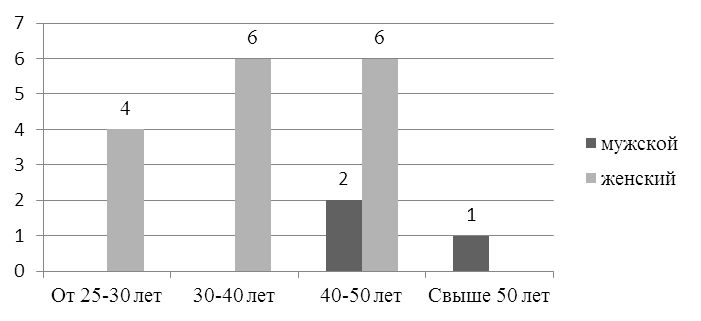 7
6
5
4
3
2
1
0
4
6
6
2
1
От 25-30 лет
30-40 лет
40-50 лет
Свыше 50 лет
мужской
женский